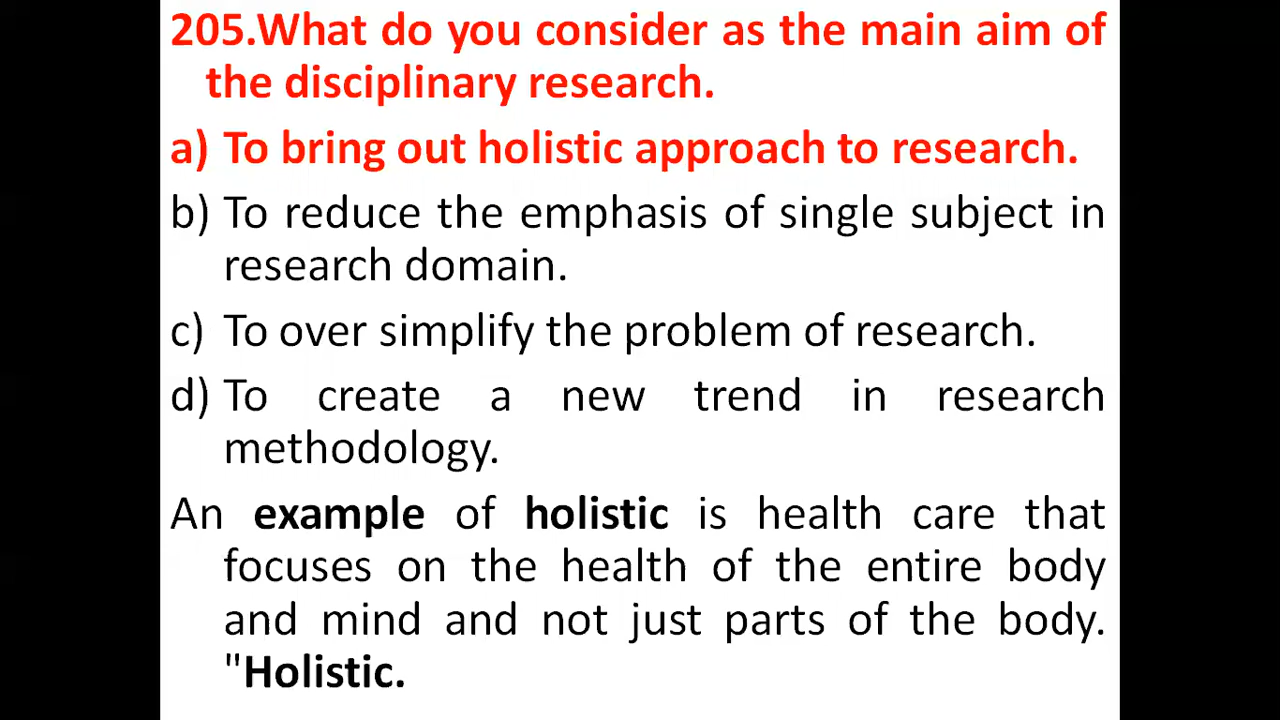 205.What do you consider as the main aim of
the disciplinary research.
a) To bring out holistic approach to research.
b) To reduce the emphasis of single subject in
research domain.
c) To over simplify the problem of research.
d) To create a new trend in research
methodology.
An example of holistic is health care that
focuses on the health of the entire body
and mind and not just parts of the body.
"Holistic.